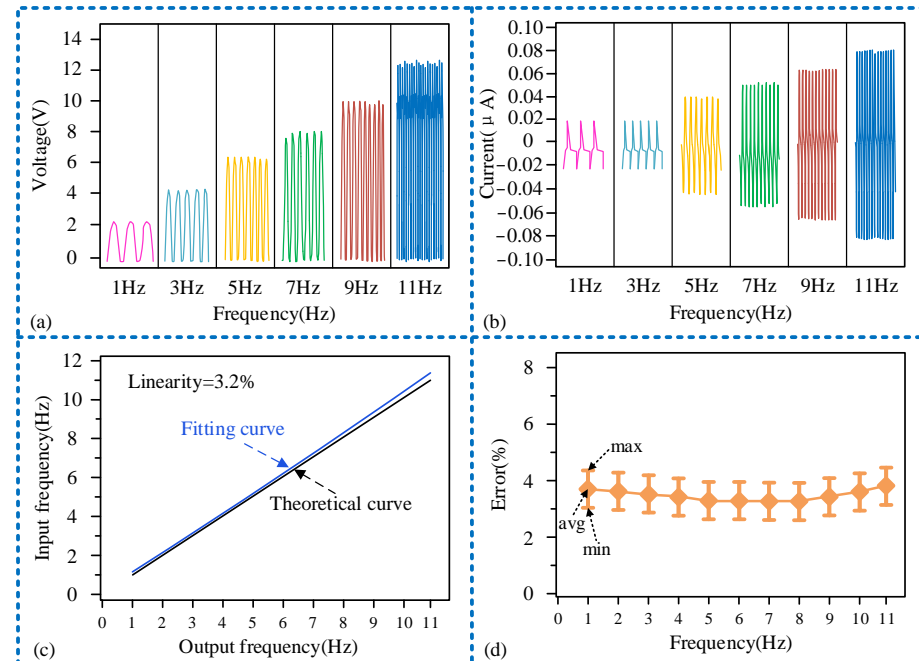 14
12
10
8
6
4
2
0
Voltage(V)
1Hz 3Hz 5Hz 7Hz 9Hz 11Hz
Frequency(Hz)
(a)
0.10
0.08
0.06
0.04
0.02
0
−0.02
−0.04
−0.06
−0.08
−0.10
Current(μA)
1Hz 3Hz 5Hz 7Hz 9Hz 11Hz
Frequency(Hz)
(b)
12
10
8
6
4
2
0
Input frequency(Hz)
Linearity=3.2%
Fitting curve
Theoretical curve
0 1 2 3 4 5 6 7 8 9 10 11
Output frequency(Hz)
(c)
8
6
4
2
0
Error(%)
max
avg
min
0 1 2 3 4 5 6 7 8 9 10 11
Frequency(Hz)
(d)